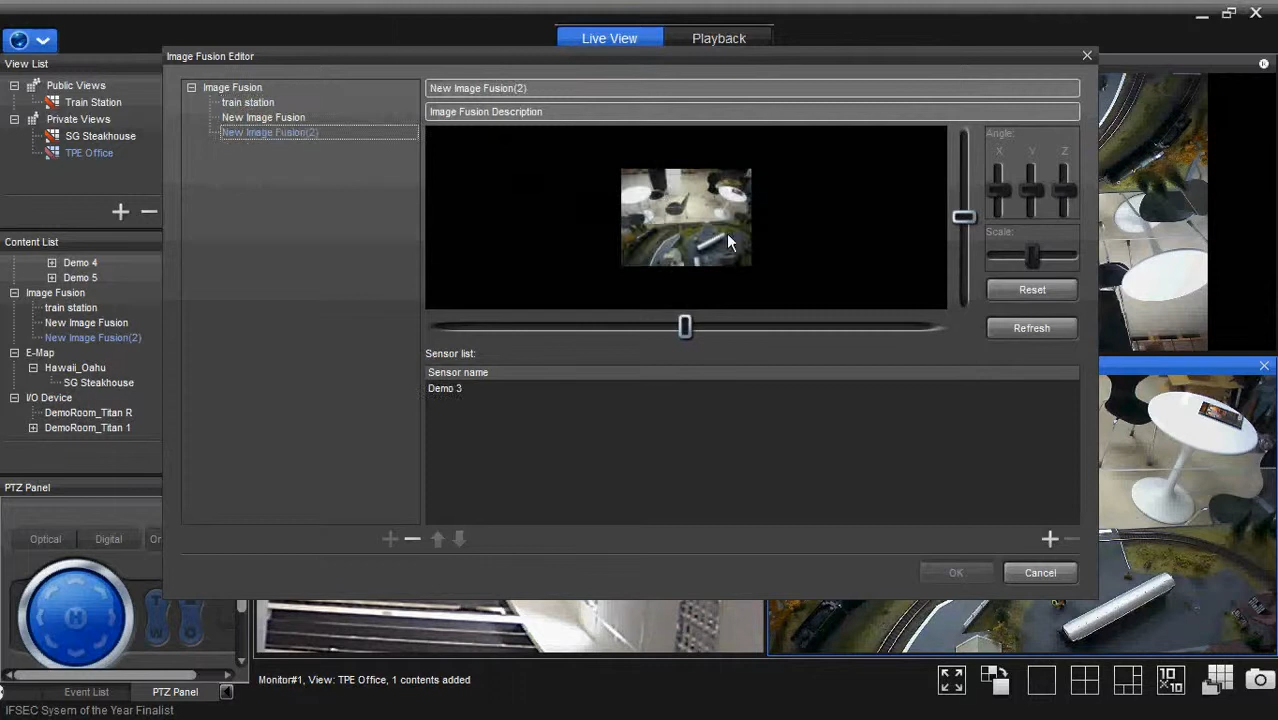 Live View
Playback
View List
Public Views
Train Station
Private Views
SG Steakhouse
TPE Office
Content List
Demo 4
Demo 5
Image Fusion
train station
New Image Fusion
New Image Fusion(2)
E-Map
Hawaii_Oahu
SG Steakhouse
I/O Device
DemoRoom_Titan R
DemoRoom_Titan 1
PTZ Panel
Optical
Digital
On
H
T
W
Event List
PTZ Panel
IFSEC Sysem of the Year Finalist
Image Fusion Editor
Image Fusion
train station
New Image Fusion
New Image Fusion(2)
New Image Fusion(2)
Image Fusion Description
Angle:
X Y Z
Scale:
Reset
Refresh
Sensor list:
Sensor name
Demo 3
OK
Cancel
Monitor#1, View: TPE Office, 1 contents added
10
×10